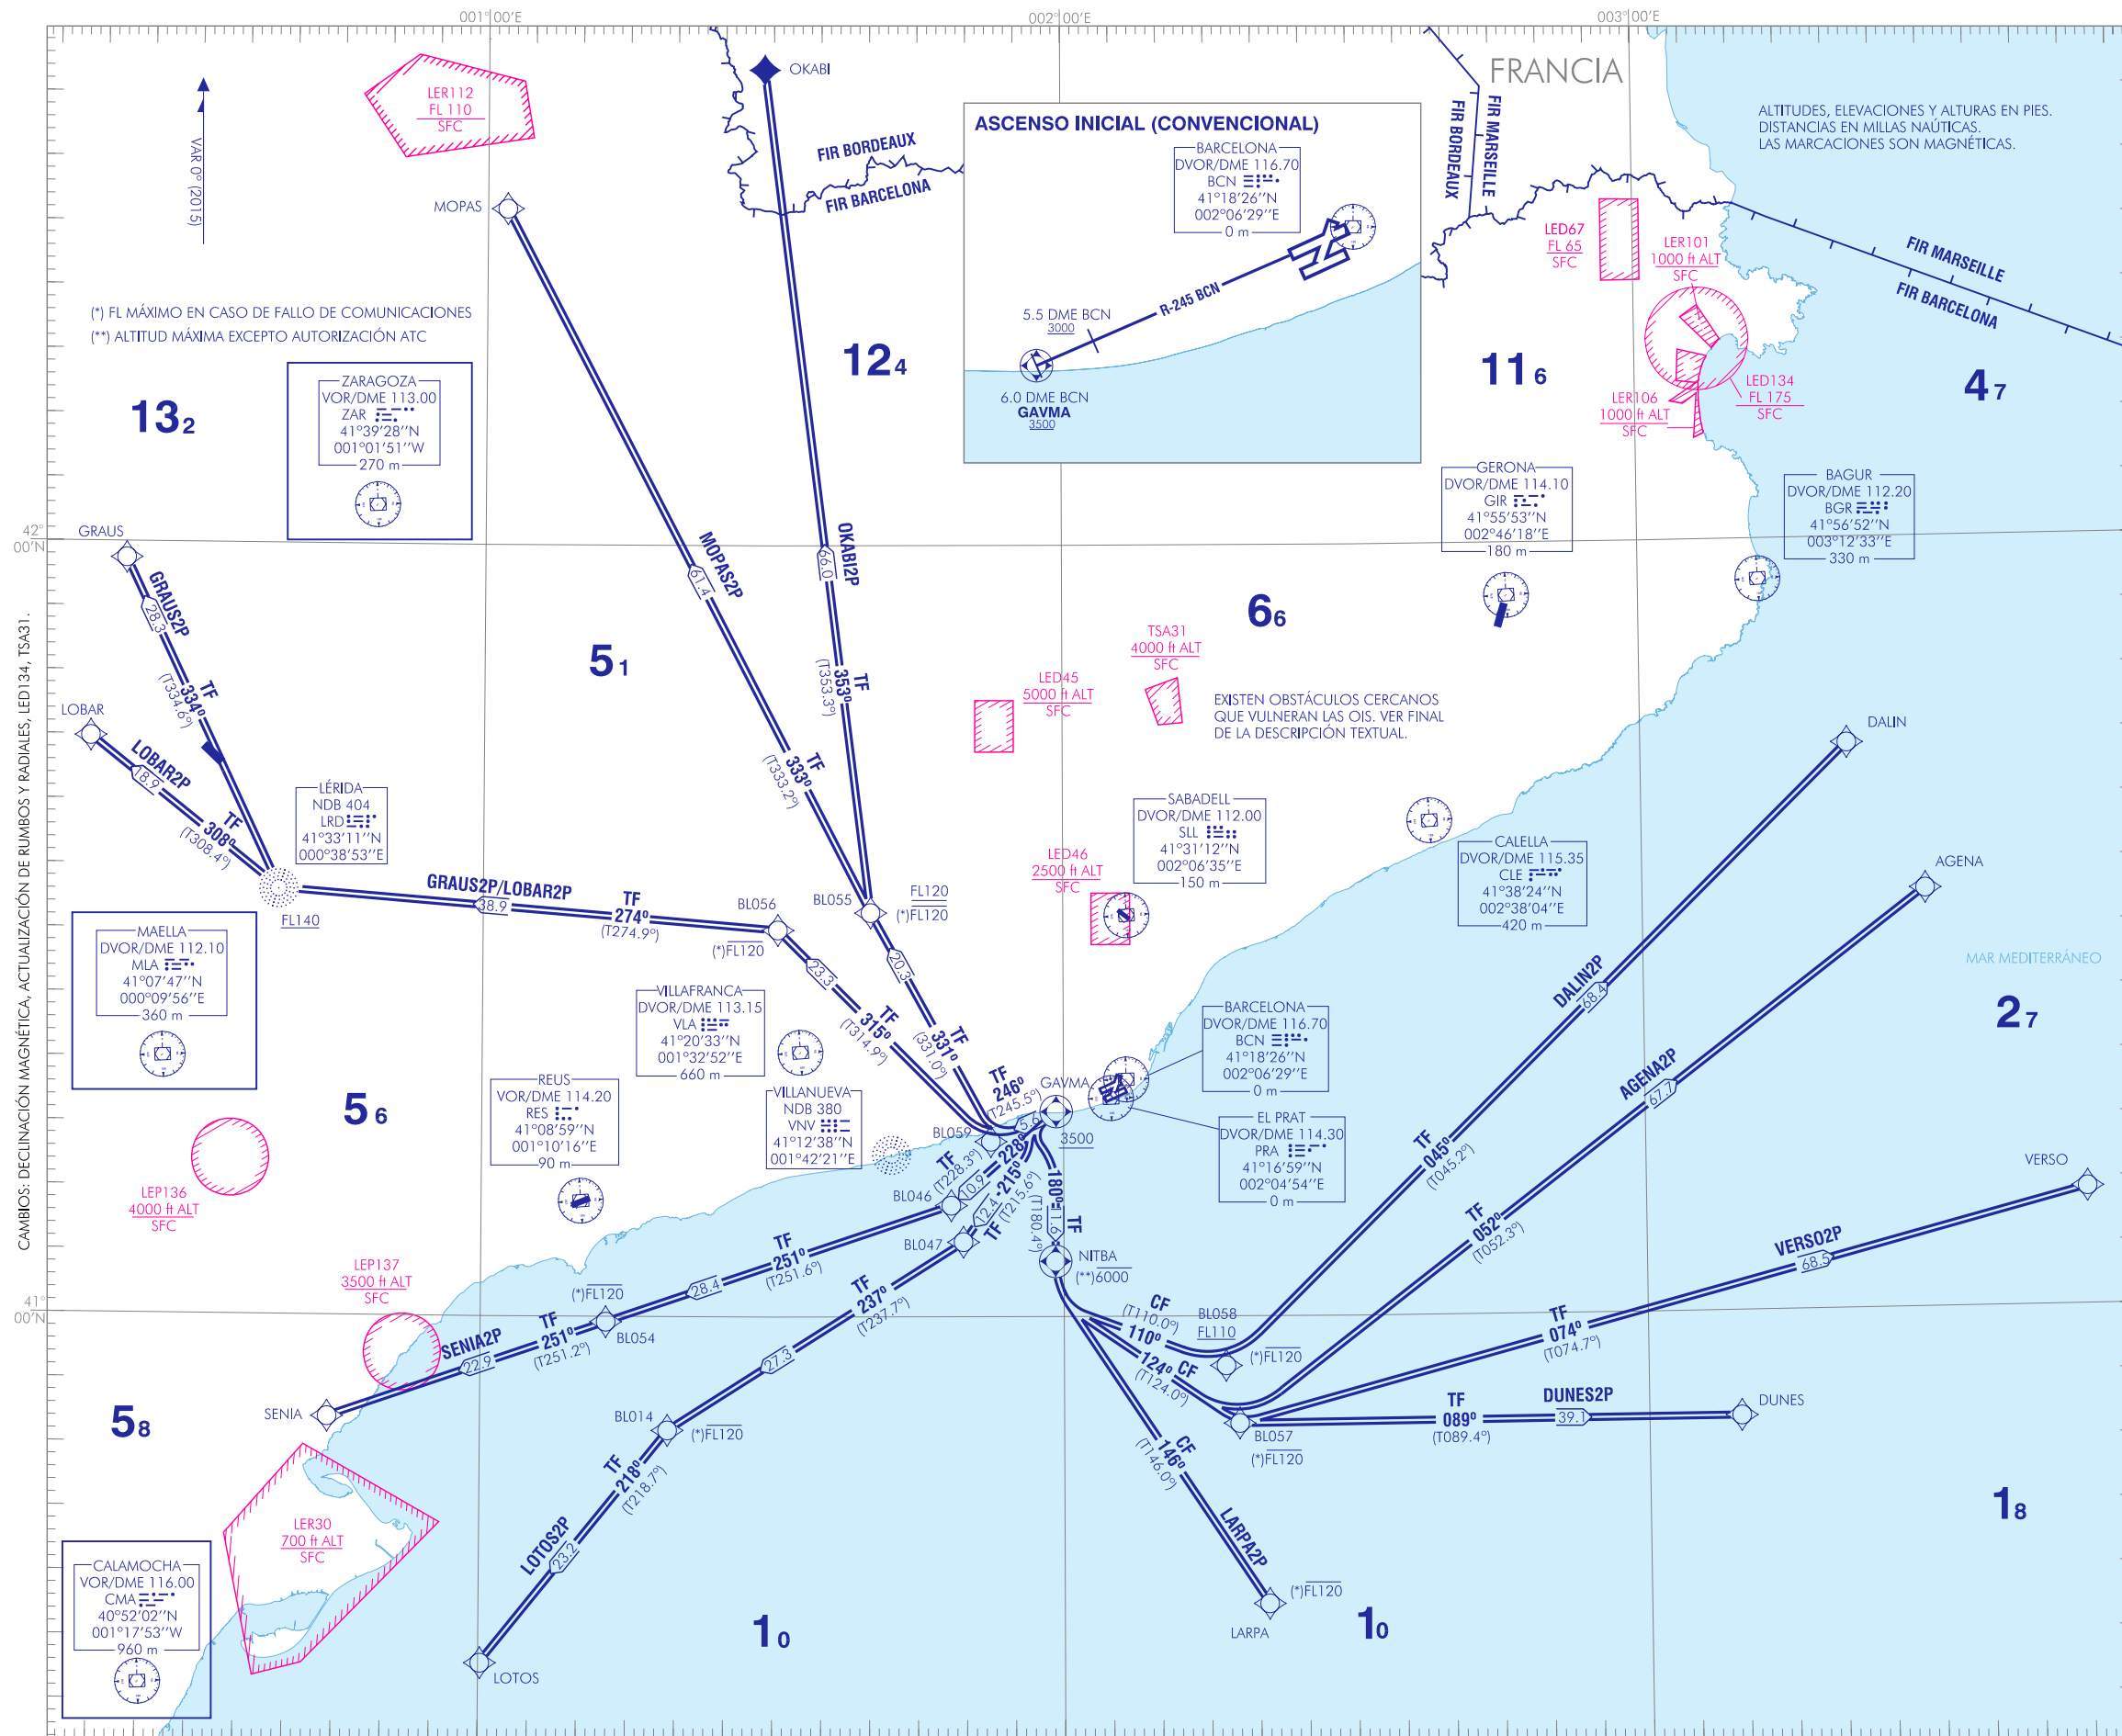 001°00'E
002°00'E
003°00'E
OKABI
FRANCIA
LER112
FL 110
SFC
VAR 0° (2015)
ALTITUDES, ELEVACIONES Y ALTURAS EN PIES.
DISTANCIAS EN MILLAS NAÚTICAS.
LAS MARCACIONES SON MAGNÉTICAS.
ASCENSO INICIAL (CONVENCIONAL)
BARCELONA
DVOR/DME 116.70
BCN
41°18'26''N
002°06'29''E
0 m
R-245 BCN
5.5 DME BCN
3000
6.0 DME BCN
GAVMA
3500
FIR BORDEAUX
FIR BARCELONA
FIR BORDEAUX
FIR MARSEILLE
FIR MARSEILLE
FIR BARCELONA
MOPAS
LED67
FL 65
SFC
LER101
1000 ft ALT
SFC
LED134
FL 175
SFC
LER106
1000 ft ALT
SFC
(*) FL MÁXIMO EN CASO DE FALLO DE COMUNICACIONES
(**) ALTITUD MÁXIMA EXCEPTO AUTORIZACIÓN ATC
13₂
12₄
11₆
4₇
ZARAGOZA
VOR/DME 113.00
ZAR
41°39'28''N
001°01'51''W
270 m
GERONA
DVOR/DME 114.10
GIR
41°55'53''N
002°46'18''E
180 m
BAGUR
DVOR/DME 112.20
BGR
41°56'52''N
003°12'33''E
330 m
42°
00'N
GRAUS
GRAUS2P
28.3
TF
334°
(T334.6°)
MOPAS2P
61.4
TF
333°
(T333.2°)
OKABI2P
66.0
TF
353°
(T353.3°)
5₁
6₆
TSA31
4000 ft ALT
SFC
LED45
5000 ft ALT
SFC
EXISTEN OBSTÁCULOS CERCANOS
QUE VULNERAN LAS OIS. VER FINAL
DE LA DESCRIPCIÓN TEXTUAL.
LOBAR
LOBAR2P
18.9
TF
308°
(T308.4°)
DALIN
LÉRIDA
NDB 404
LRD
41°33'11''N
000°38'53''E
FL140
GRAUS2P/LOBAR2P
38.9
TF
274°
(T274.9°)
BL056
(*)FL120
BL055
FL120
(*)FL120
SABADELL
DVOR/DME 112.00
SLL
41°31'12''N
002°06'35''E
150 m
LED46
2500 ft ALT
SFC
CALELLA
DVOR/DME 115.35
CLE
41°38'24''N
002°38'04''E
420 m
AGENA
MAR MEDITERRÁNEO
MAELLA
DVOR/DME 112.10
MLA
41°07'47''N
000°09'56''E
360 m
23.3
TF
315°
(T314.9°)
20.3
TF
331°
(331.0°)
VILLAFRANCA
DVOR/DME 113.15
VLA
41°20'33''N
001°32'52''E
660 m
DALIN2P
68.4
TF
045°
(T045.2°)
2₇
BARCELONA
DVOR/DME 116.70
BCN
41°18'26''N
002°06'29''E
0 m
EL PRAT
DVOR/DME 114.30
PRA
41°16'59''N
002°04'54''E
0 m
REUS
VOR/DME 114.20
RES
41°08'59''N
001°10'16''E
90 m
VILLANUEVA
NDB 380
VNV
41°12'38''N
001°42'21''E
5₆
GAVMA
3500
TF
246°
(T245.5°)
5.6
BL059
TF
228°
(T228.3°)
10.9
BL046
TF
215°
(T215.6°)
12.4
BL047
180°
TF
(T180.4°)
11.6
NITBA
(**)6000
AGENA2P
67.7
TF
052°
(T052.3°)
VERSO
VERSO2P
68.5
TF
074°
(T074.7°)
LEP136
4000 ft ALT
SFC
LEP137
3500 ft ALT
SFC
41°
00'N
TF
251°
(T251.6°)
28.4
(*)FL120
BL054
SENIA2P
22.9
TF
251°
(T251.2°)
SENIA
TF
237°
(T237.7°)
27.3
CF
(T110.0°)
110°
BL058
FL110
(*)FL120
124°
CF
(T124.0°)
BL057
(*)FL120
TF
089°
(T089.4°)
DUNES2P
39.1
DUNES
5₈
BL014
(*)FL120
TF
218°
(T218.7°)
LOTOS2P
23.2
LOTOS
CF
146°
(T146.0°)
LARPA2P
(*)FL120
LARPA
1₈
1₀
1₀
LER30
700 ft ALT
SFC
CALAMOCHA
VOR/DME 116.00
CMA
40°52'02''N
001°17'53''W
960 m
CAMBIOS: DECLINACIÓN MAGNÉTICA, ACTUALIZACIÓN DE RUMBOS Y RADIALES, LED134, TSA31.